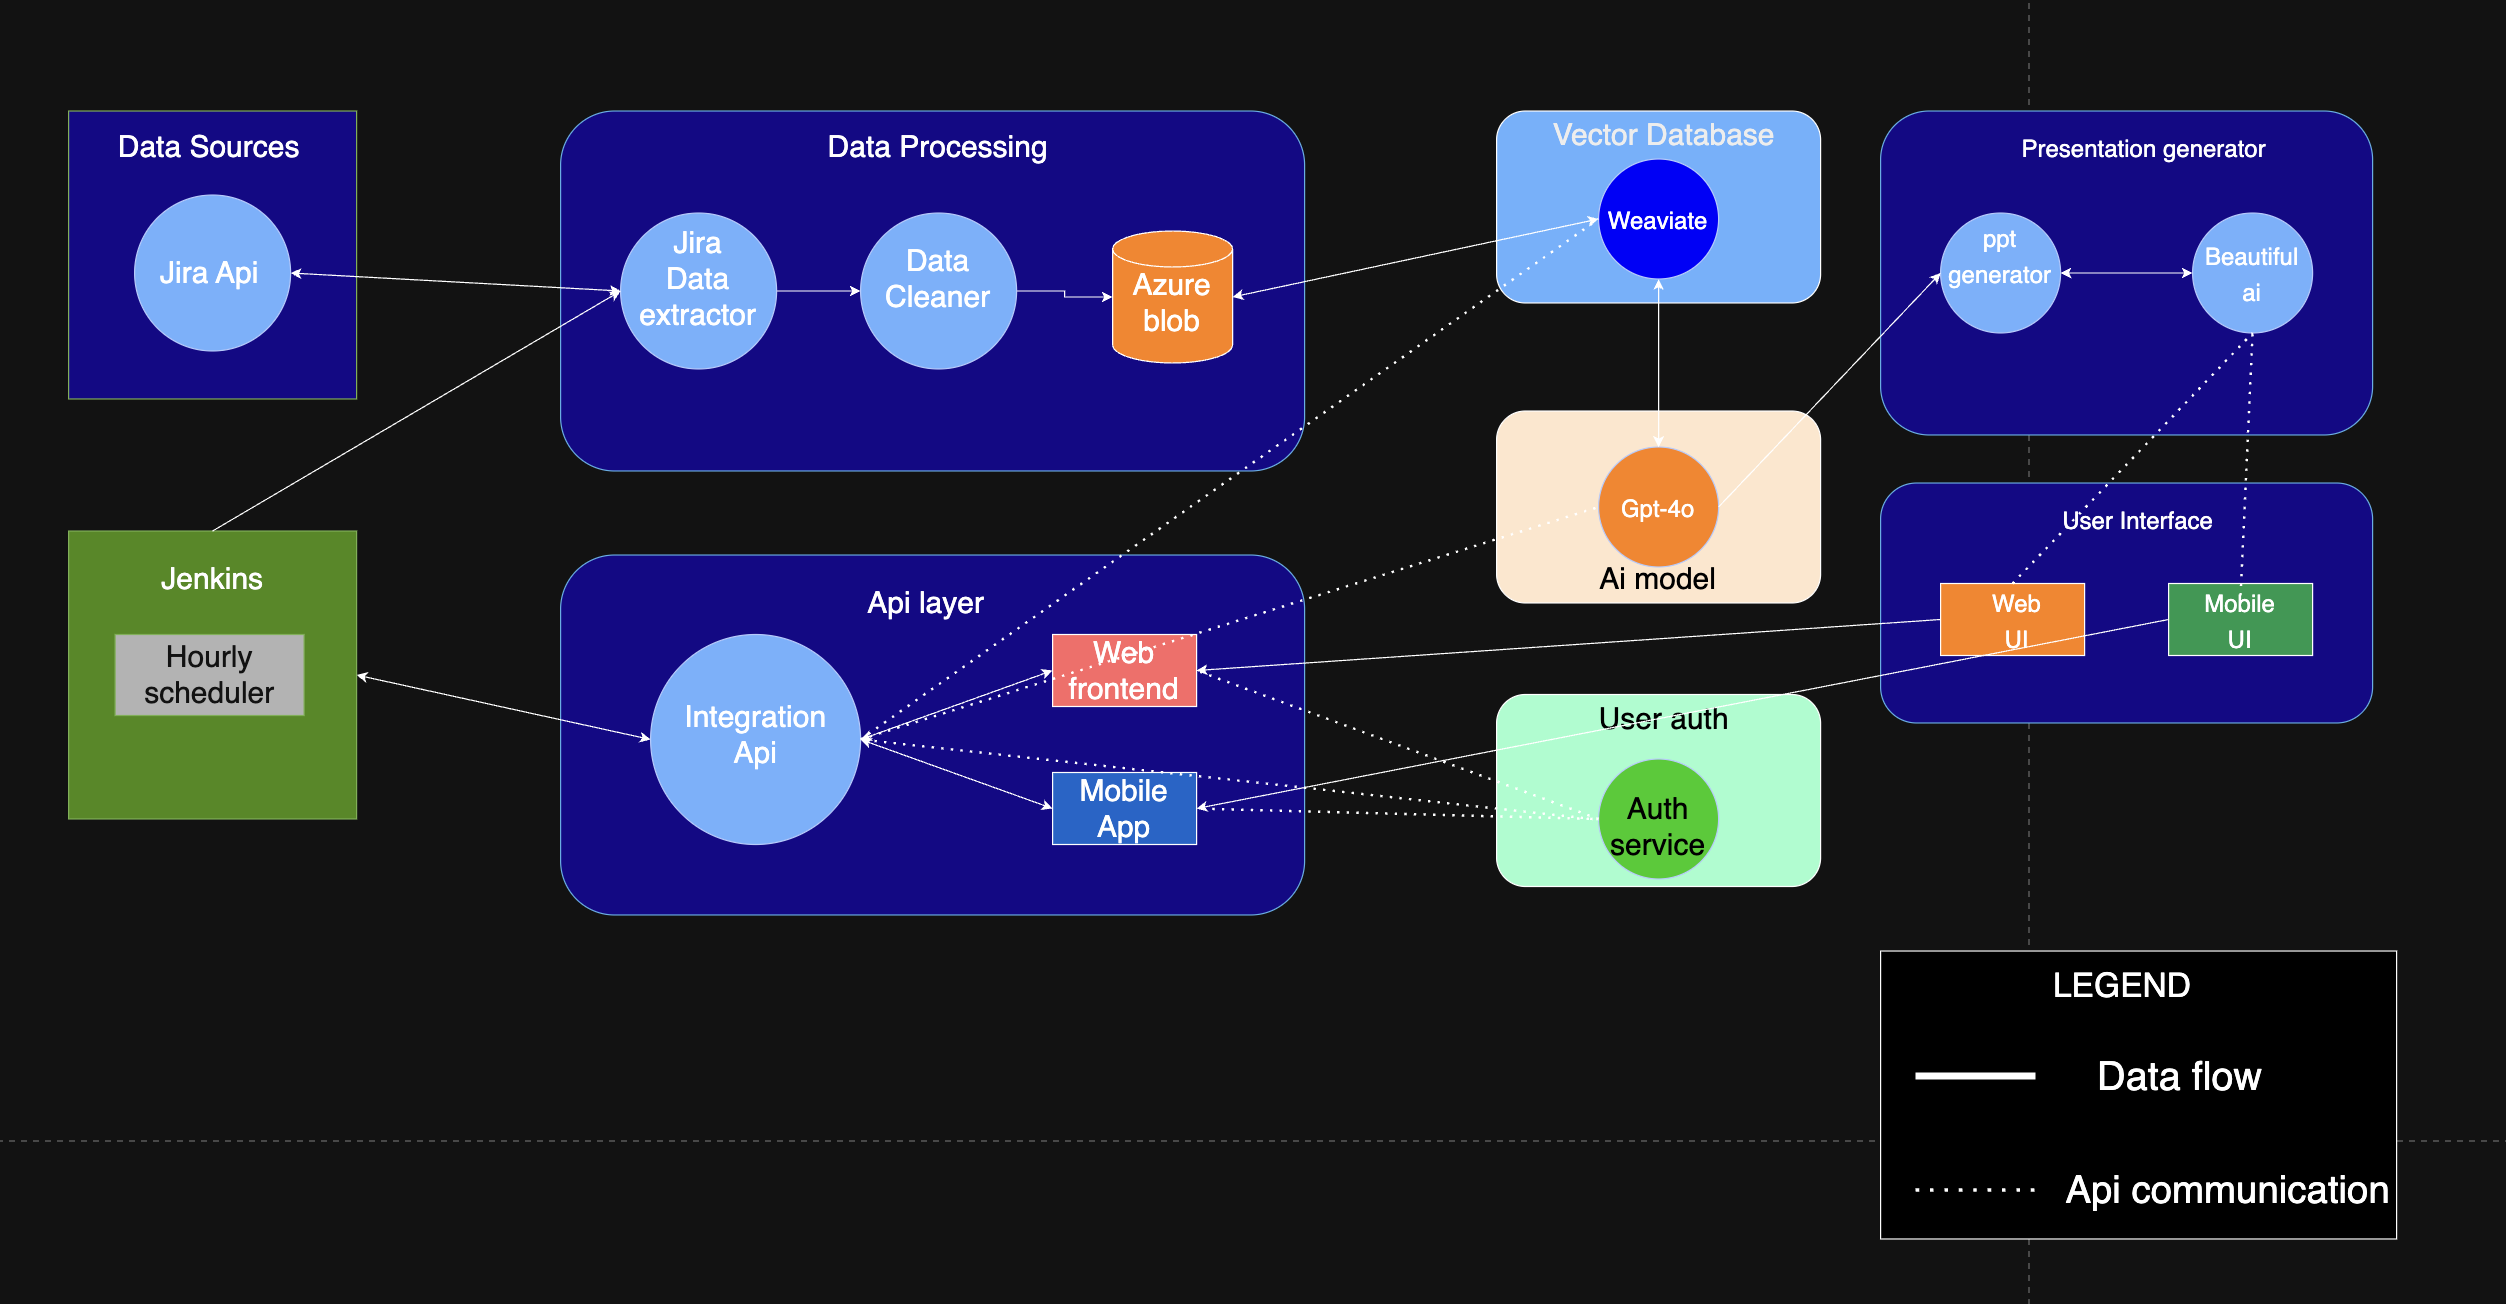 Data Sources
Jira Api
Data Processing
Jira
Data
extractor
Data
Cleaner
Azure
blob
Vector Database
Weaviate
Presentation generator
ppt
generator
Beautiful
ai
Gpt-4o
Ai model
User Interface
Web
UI
Mobile
UI
Jenkins
Hourly
scheduler
Api layer
Integration
Api
Web
frontend
Mobile
App
User auth
Auth
service
LEGEND
Data flow
Api communication